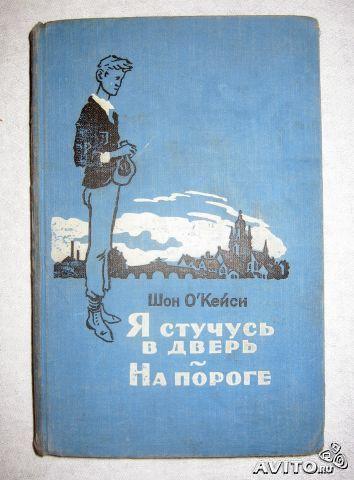 Шон О'Кейси
Я стучусь
в дверь
~
На пороге
AVITO.ru